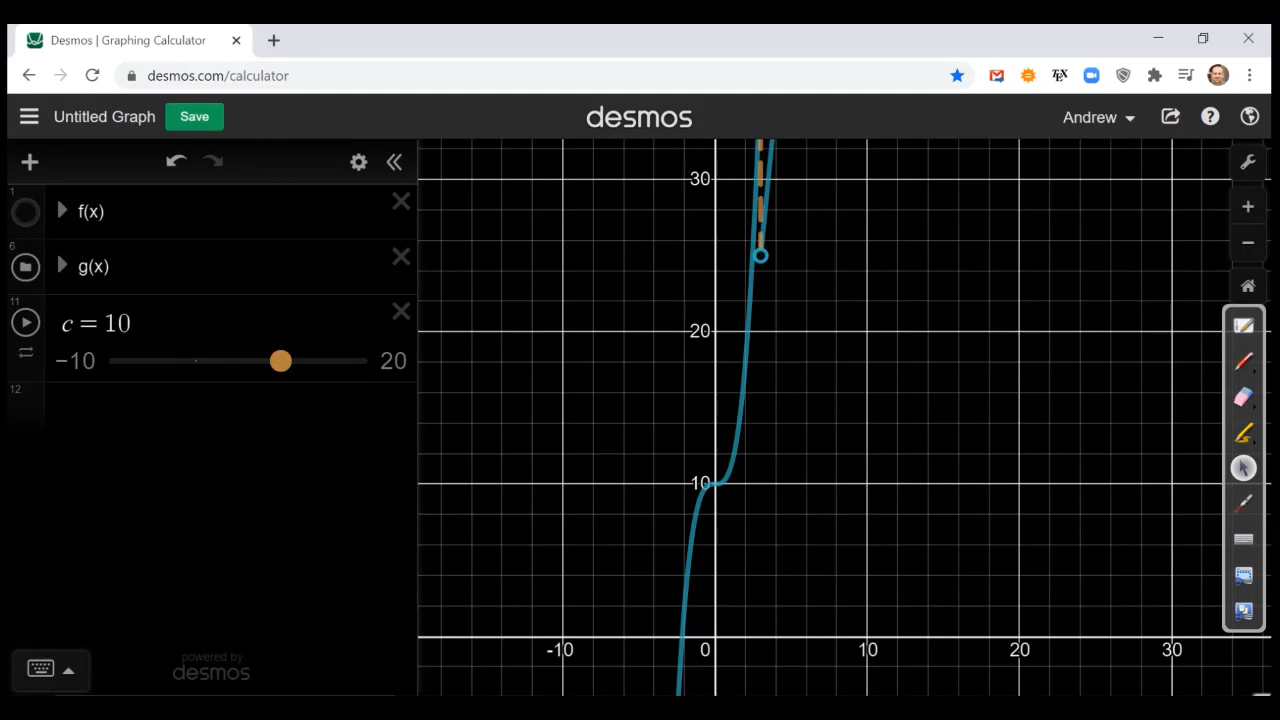 Desmos | Graphing Calculator
desmos.com/calculator
TEX
Untitled Graph Save desmos Andrew
1
f(x)
6
g(x)
11
c = 10
−10 20
12
powered by
desmos
30
20
10
-10 0 10 20 30